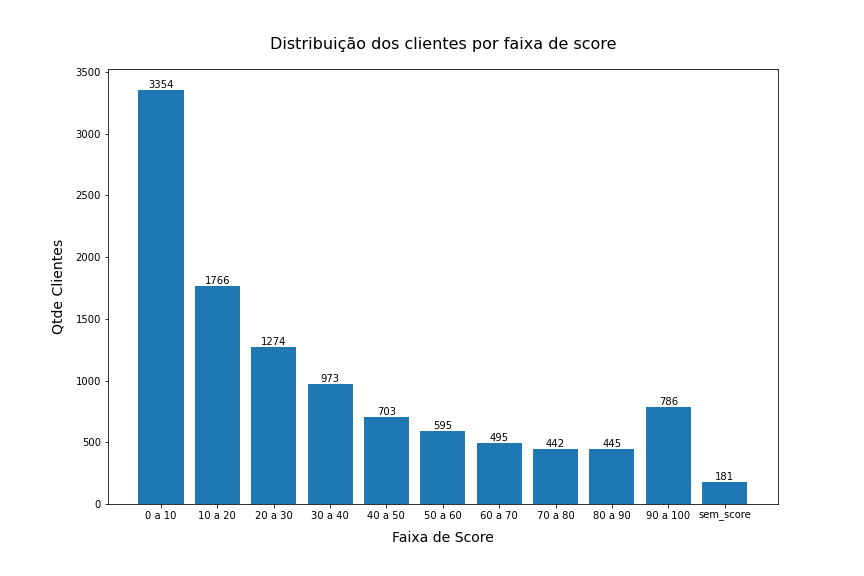 Distribuição dos clientes por faixa de score
Qtde Clientes
3500
3000
2500
2000
1500
1000
500
0
3354
1766
1274
973
703
595
495
442
445
786
181
0 a 10
10 a 20
20 a 30
30 a 40
40 a 50
50 a 60
60 a 70
70 a 80
80 a 90
90 a 100
sem_score
Faixa de Score